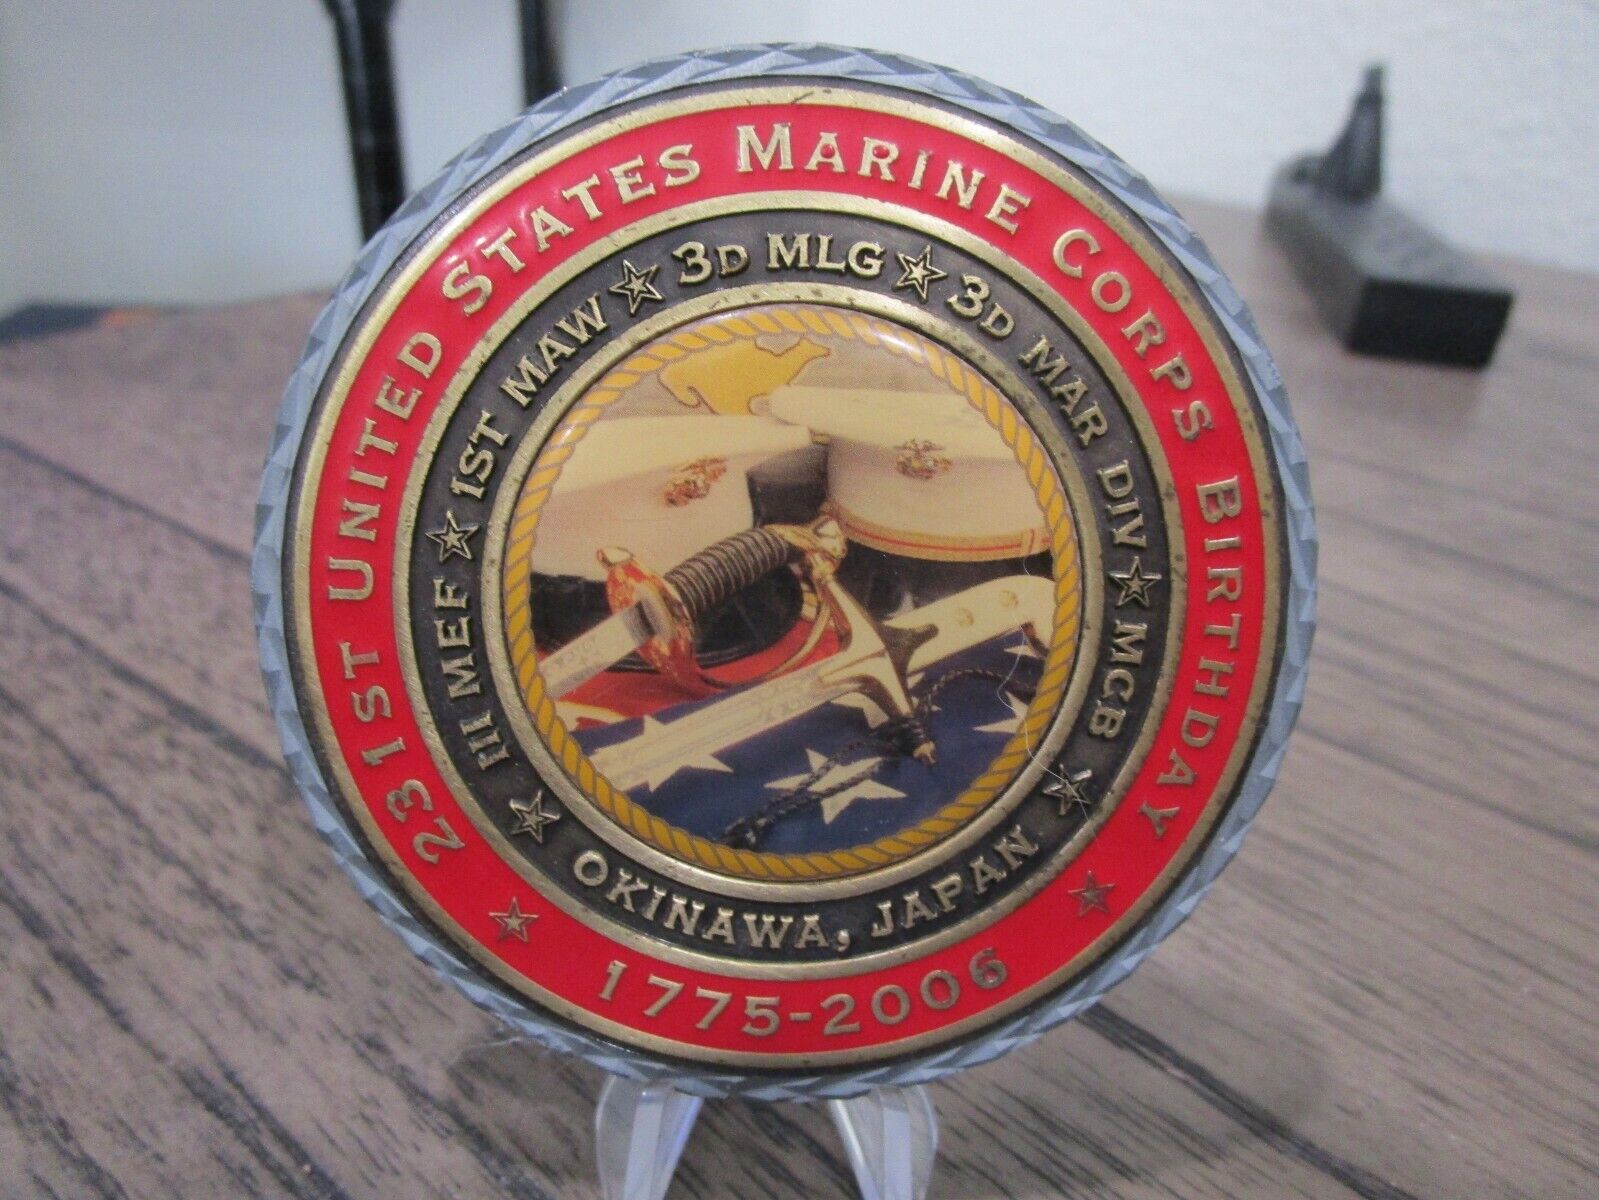 231ST UNITED STATES MARINE CORPS BIRTHDAY
1775-2006
III MEF ☆ 1ST MAW ☆ 3D MLG ☆ 3D MAR DIV ☆ MCB
OKINAWA, JAPAN